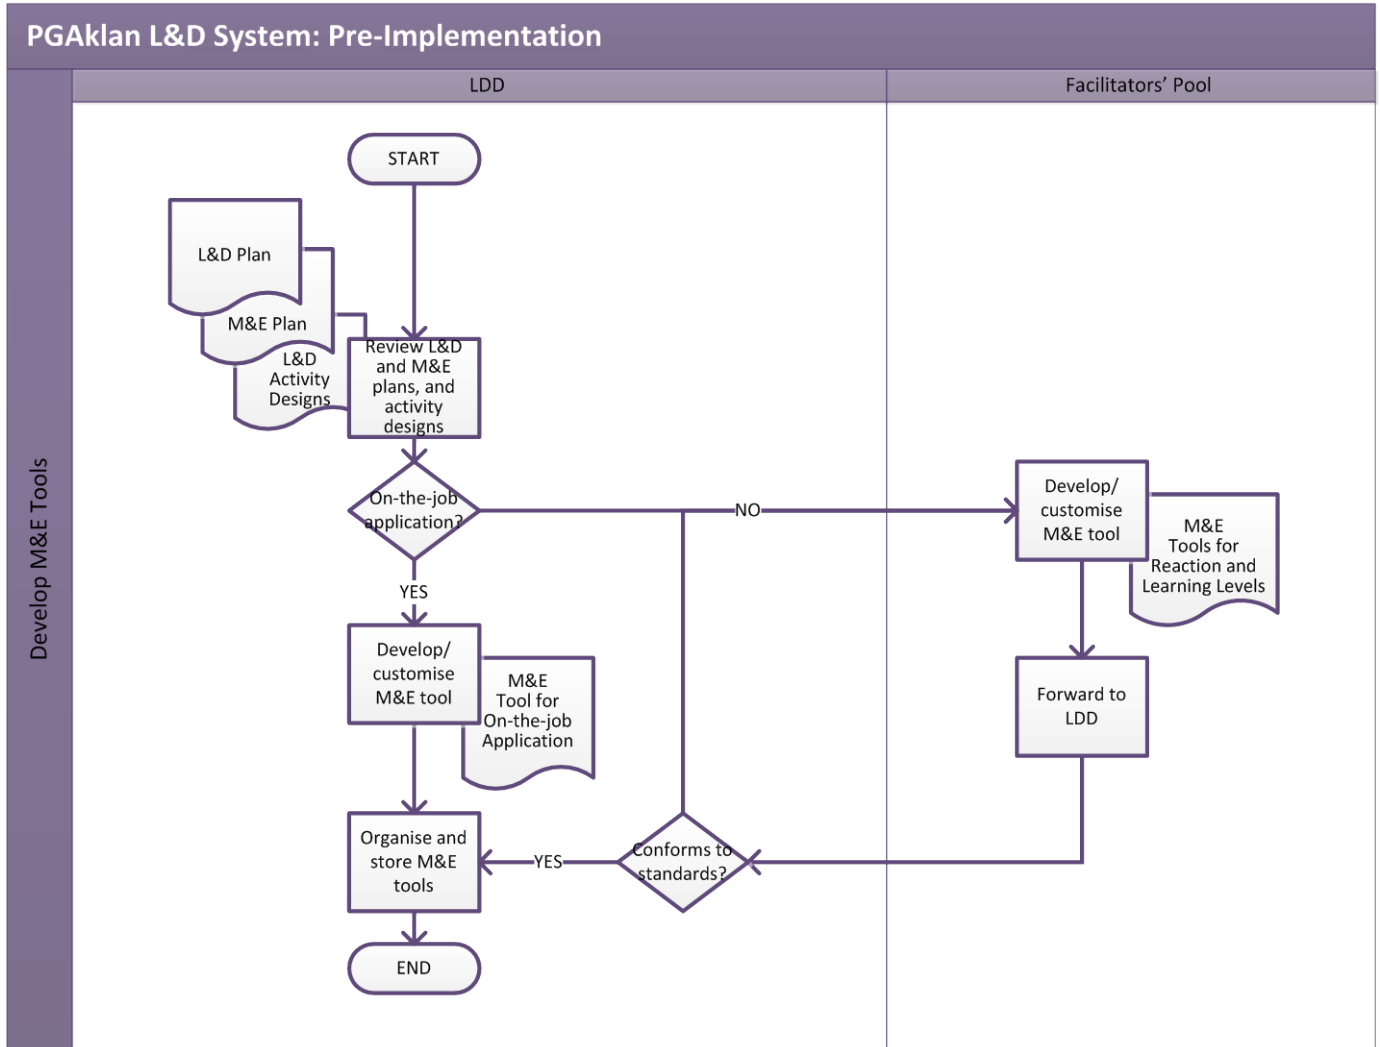 PGAklan L&D System: Pre-Implementation
LDD
Facilitators’ Pool
Develop M&E Tools
START
L&D Plan
M&E Plan
L&D
Activity
Designs
Review L&D
and M&E
plans, and
activity
designs
On-the-job
application?
NO
Develop/
customise
M&E tool
M&E
Tools for
Reaction and
Learning Levels
YES
Develop/
customise
M&E tool
M&E
Tool for
On-the-job
Application
Forward to
LDD
Organise and
store M&E
tools
YES
Conforms to
standards?
END